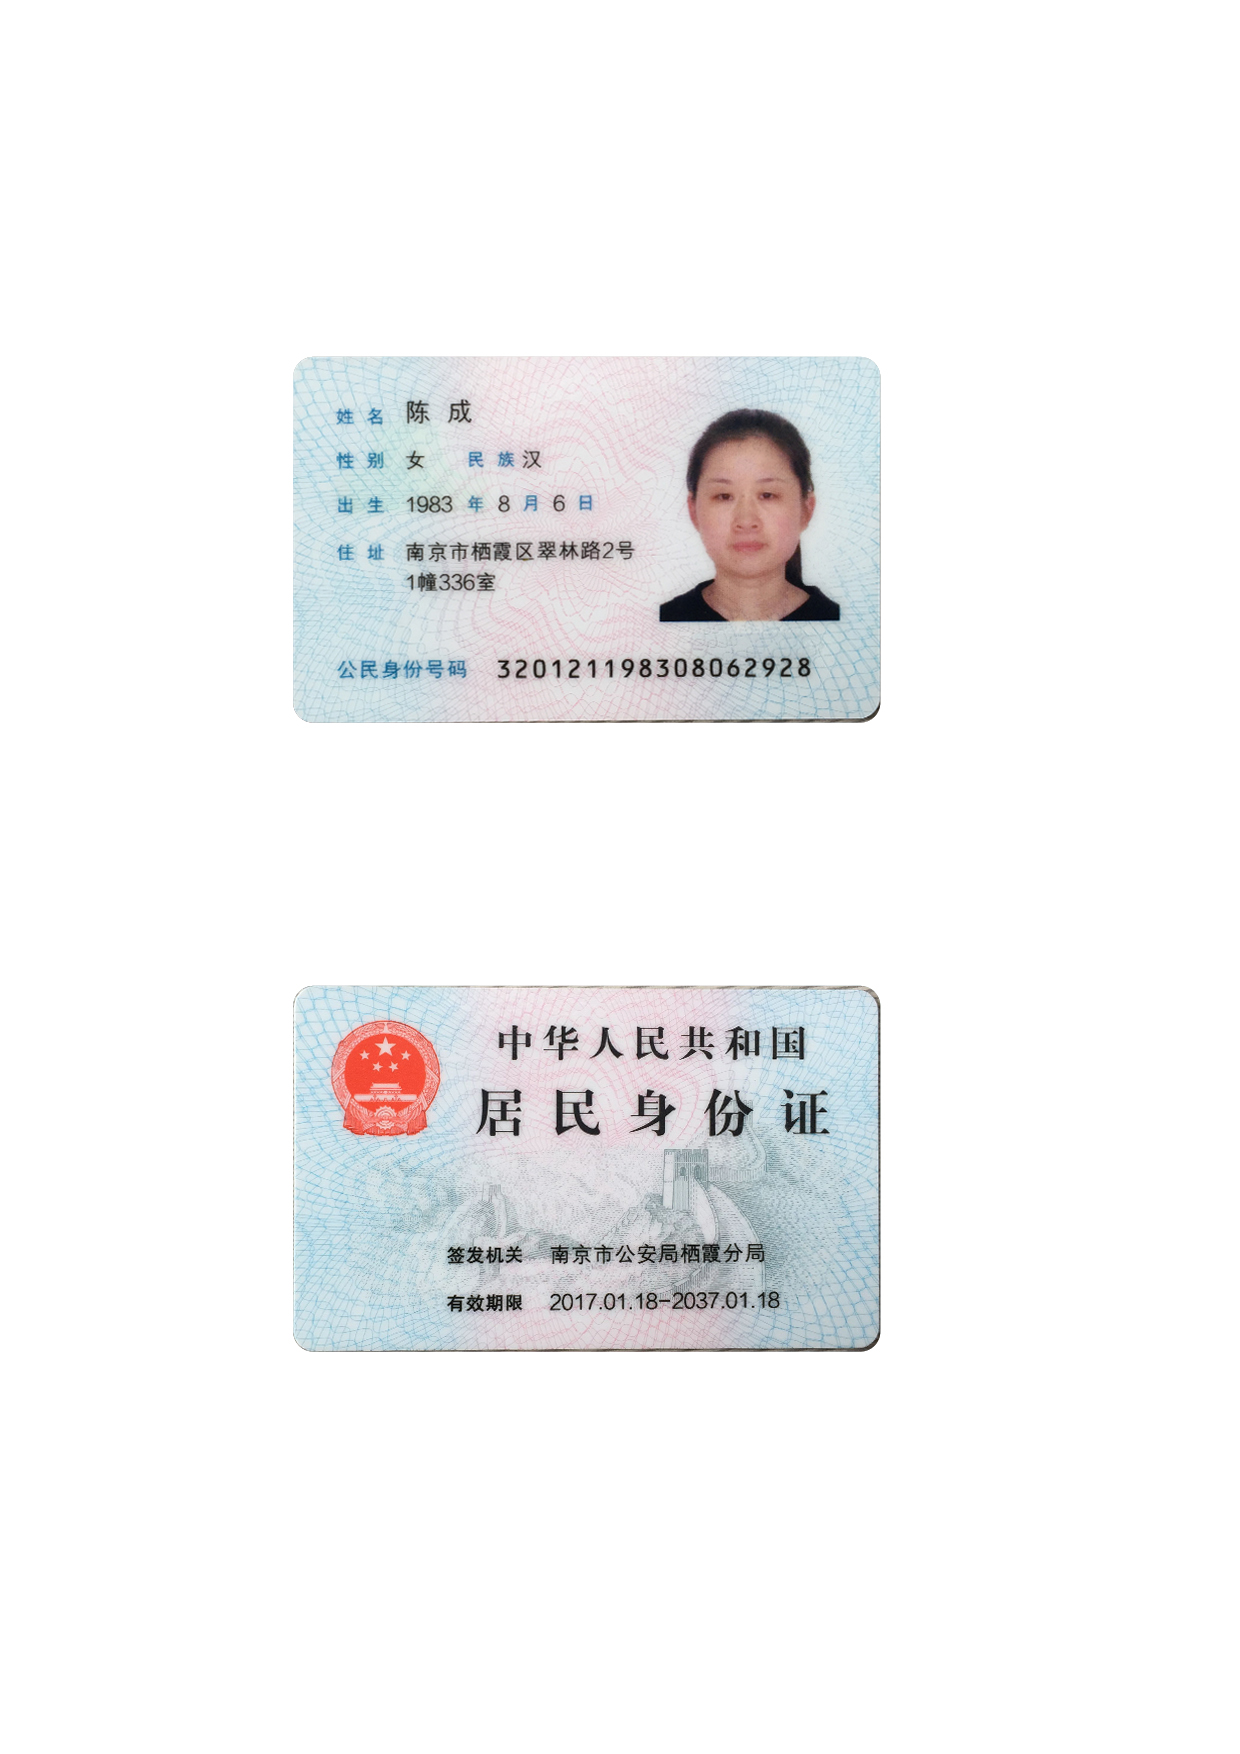 姓名 陈成
性别 女 民族 汉
出生 1983 年 8 月 6 日
住址 南京市栖霞区翠林路2号
1幢336室
公民身份号码 320121198308062928
中华人民共和国
居民身份证
签发机关 南京市公安局栖霞分局
有效期限 2017.01.18-2037.01.18